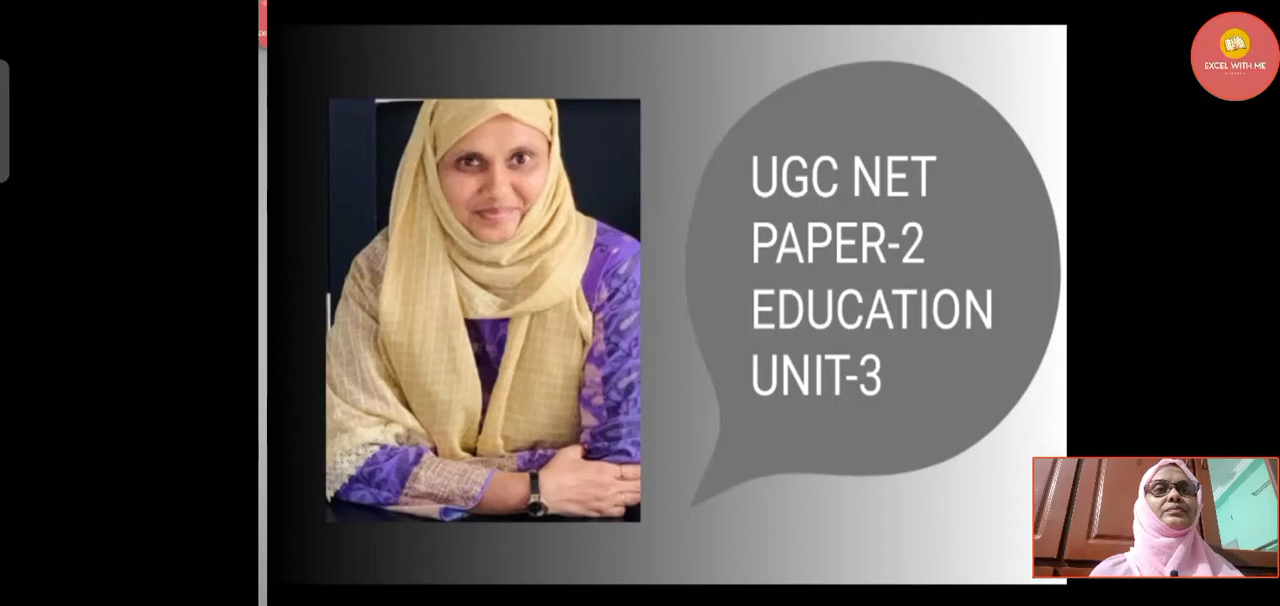 UGC NET
PAPER-2
EDUCATION
UNIT-3
EXCEL WITH ME